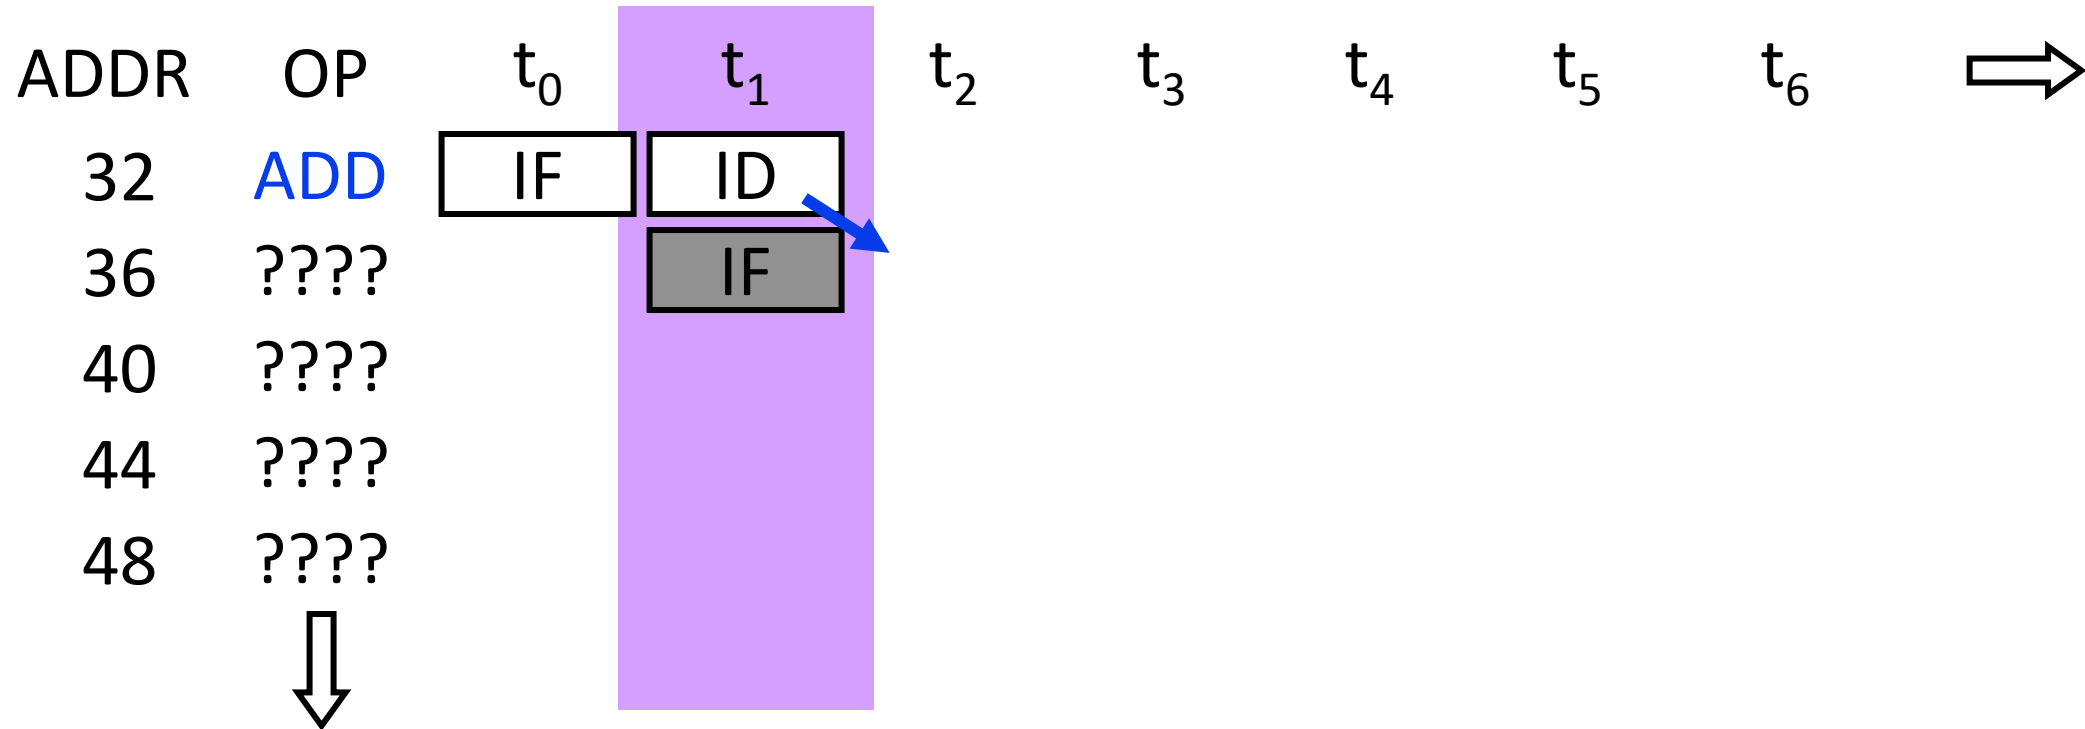 ADDR OP t0 t1 t2 t3 t4 t5 t6
32 ADD IF ID
36 ???? IF
40 ????
44 ????
48 ????